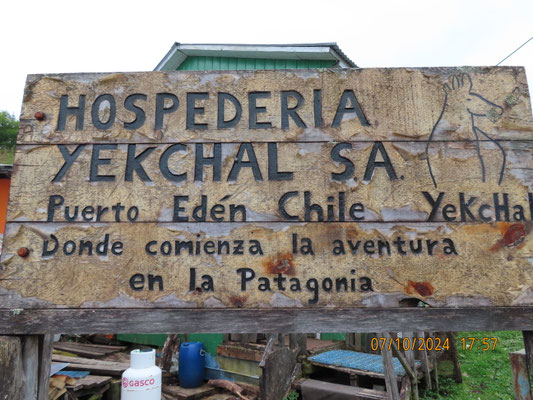 HOSPEDERIA
YEKCHAL S.A.
Puerto Edén Chile YeKcHal
Donde comienza la aventura
en la Patagonia
GASCO
07/10/2024 17:57